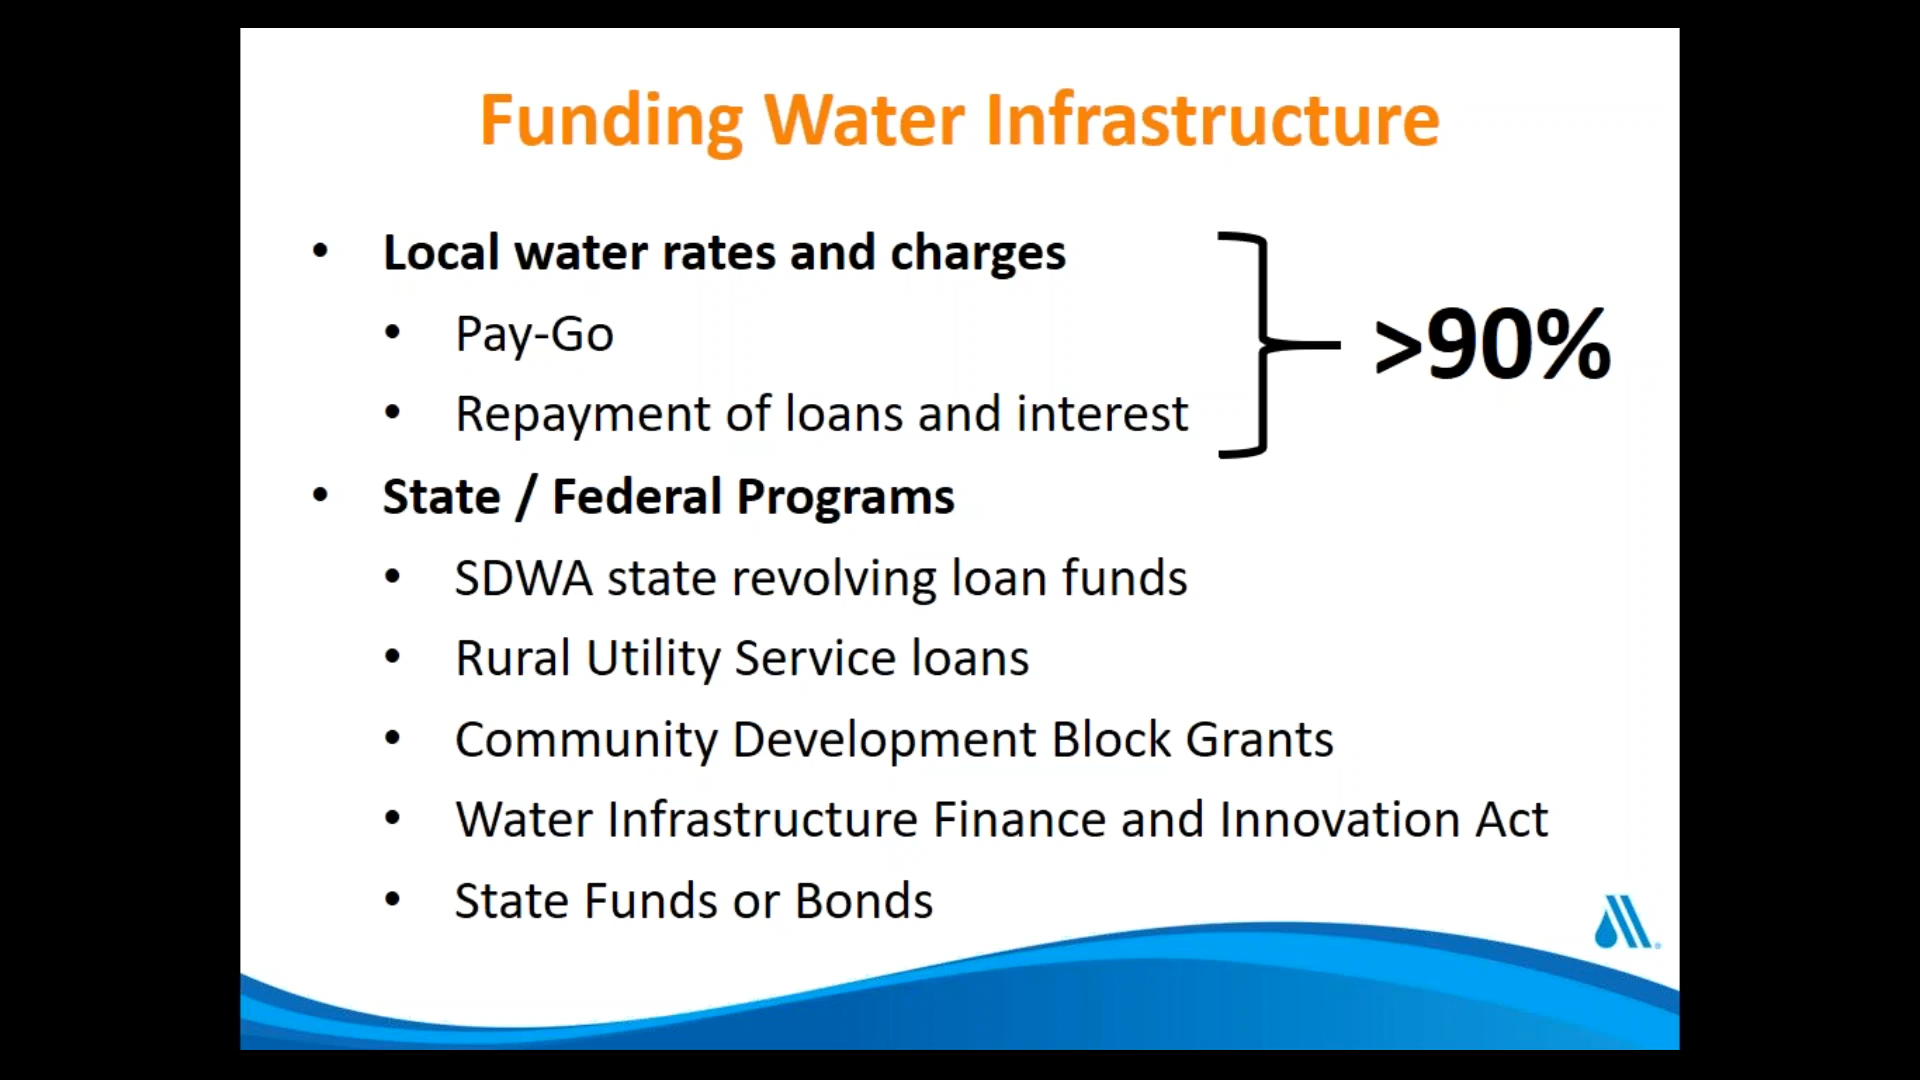 Funding Water Infrastructure
• Local water rates and charges
• Pay-Go
• Repayment of loans and interest
>90%
• State / Federal Programs
• SDWA state revolving loan funds
• Rural Utility Service loans
• Community Development Block Grants
• Water Infrastructure Finance and Innovation Act
• State Funds or Bonds